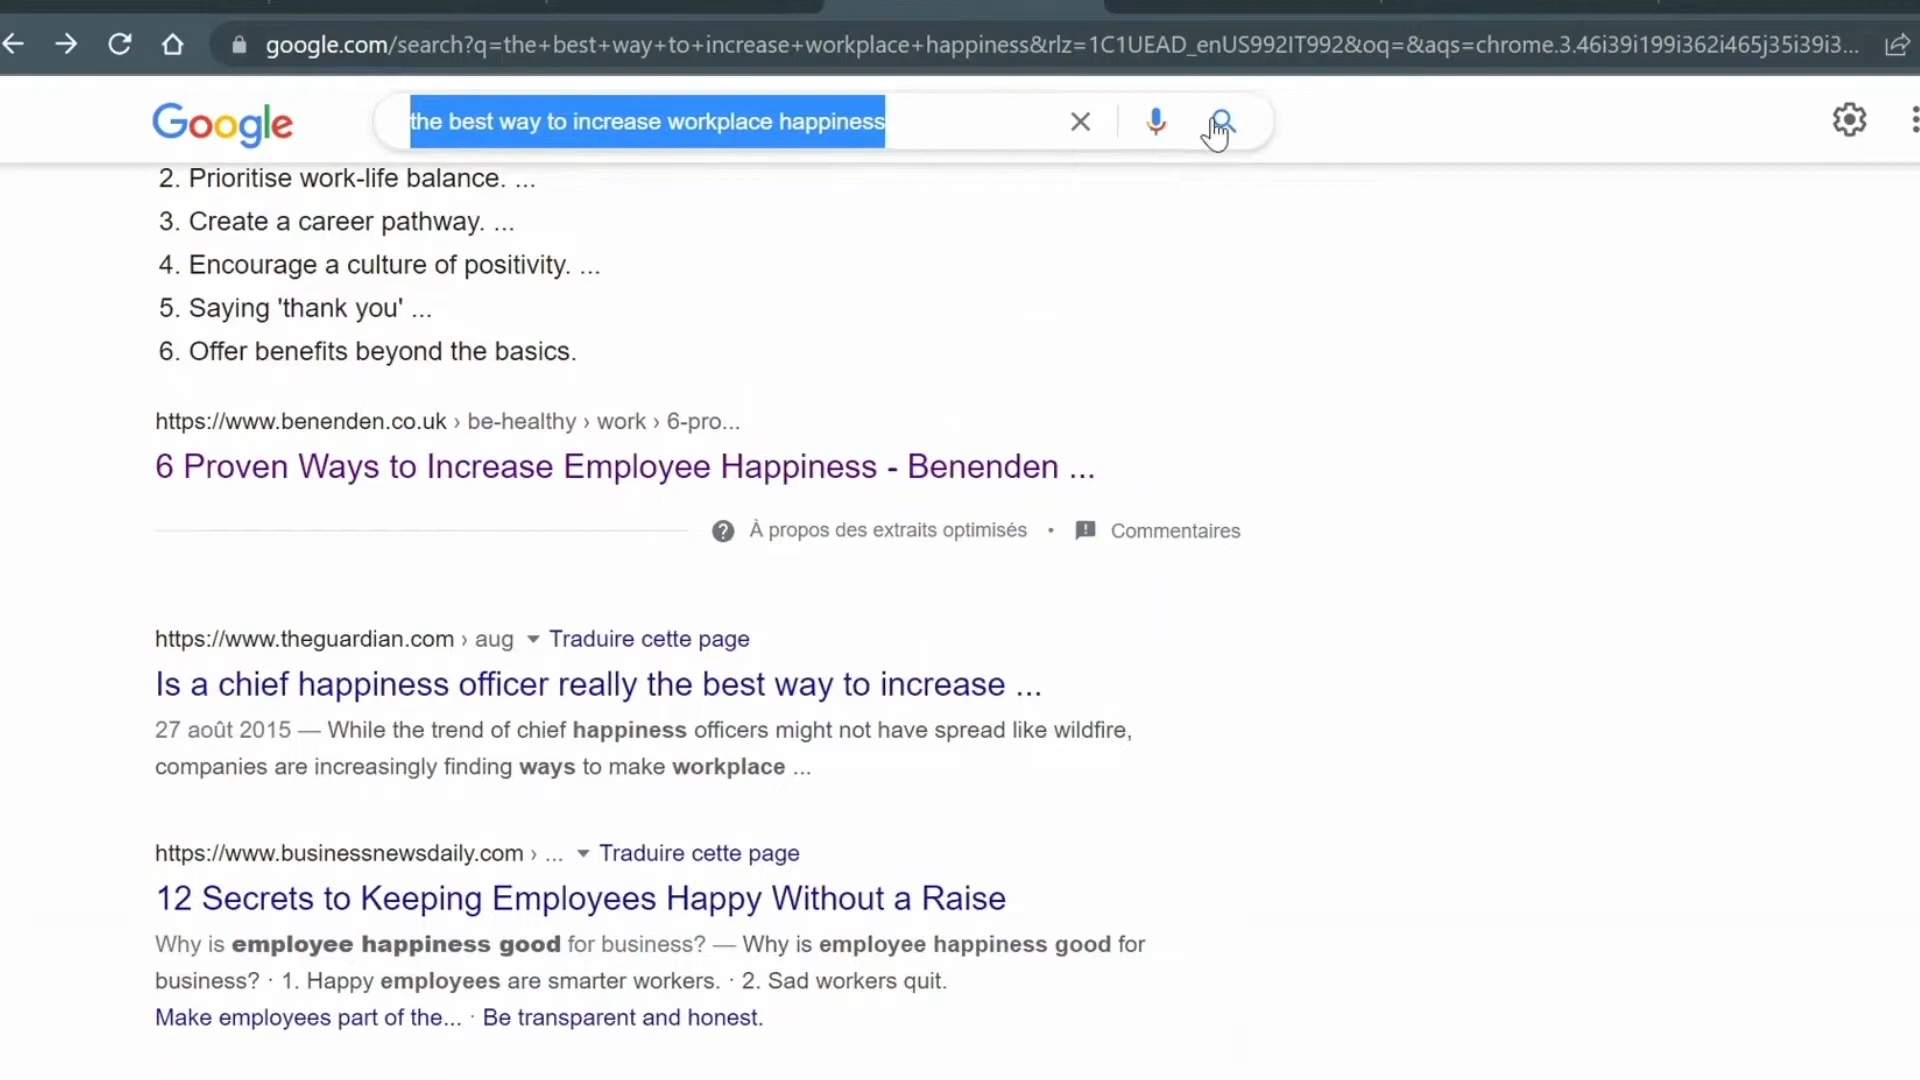 google.com/search?q=the+best+way+to+increase+workplace+happiness&rlz=1C1UEAD_enUS992IT992&oq=&aqs=chrome.3.46i39i199i362i465j35i39i3...
Google
the best way to increase workplace happiness
2. Prioritise work-life balance. ...
3. Create a career pathway. ...
4. Encourage a culture of positivity. ...
5. Saying 'thank you' ...
6. Offer benefits beyond the basics.
https://www.benenden.co.uk › be-healthy › work › 6-pro...
6 Proven Ways to Increase Employee Happiness - Benenden ...
À propos des extraits optimisés • Commentaires
https://www.theguardian.com › aug Traduire cette page
Is a chief happiness officer really the best way to increase ...
27 août 2015 — While the trend of chief happiness officers might not have spread like wildfire,
companies are increasingly finding ways to make workplace ...
https://www.businessnewsdaily.com › ... Traduire cette page
12 Secrets to Keeping Employees Happy Without a Raise
Why is employee happiness good for business? — Why is employee happiness good for
business? · 1. Happy employees are smarter workers. · 2. Sad workers quit.
Make employees part of the... · Be transparent and honest.